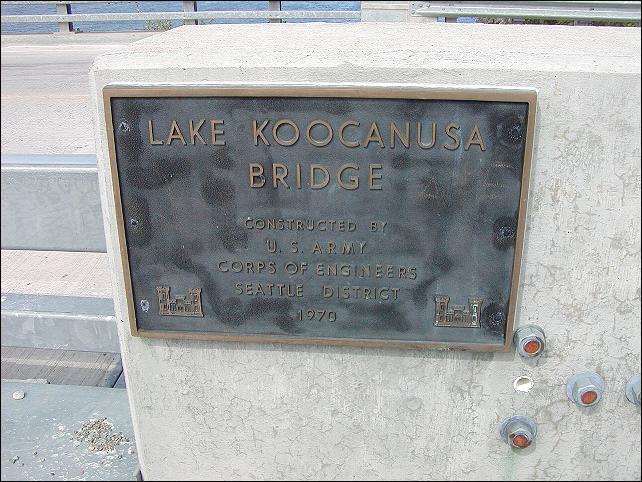 LAKE KOOCANUSA
BRIDGE
CONSTRUCTED BY
U. S. ARMY
CORPS OF ENGINEERS
SEATTLE DISTRICT
1970